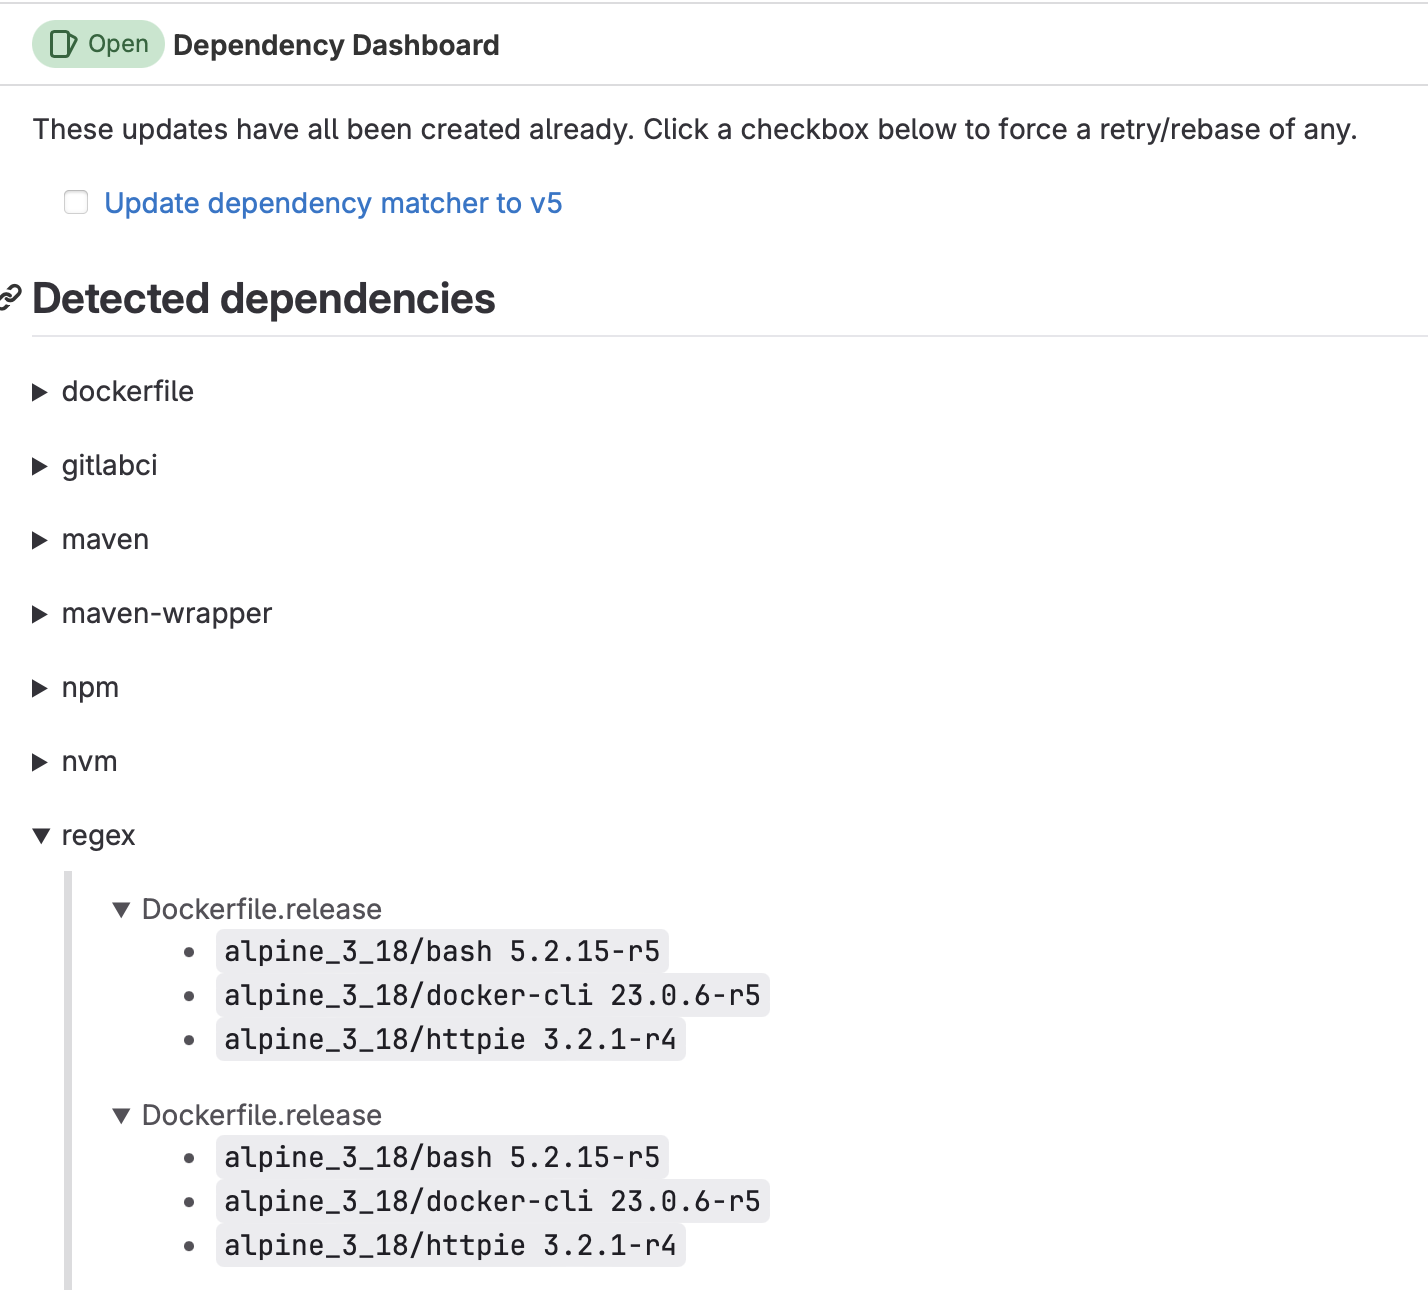 Open Dependency Dashboard
These updates have all been created already. Click a checkbox below to force a retry/rebase of any.
Update dependency matcher to v5
Detected dependencies
dockerfile
gitlabci
maven
maven-wrapper
npm
nvm
regex
Dockerfile.release
alpine_3_18/bash 5.2.15-r5
alpine_3_18/docker-cli 23.0.6-r5
alpine_3_18/httpie 3.2.1-r4
Dockerfile.release
alpine_3_18/bash 5.2.15-r5
alpine_3_18/docker-cli 23.0.6-r5
alpine_3_18/httpie 3.2.1-r4